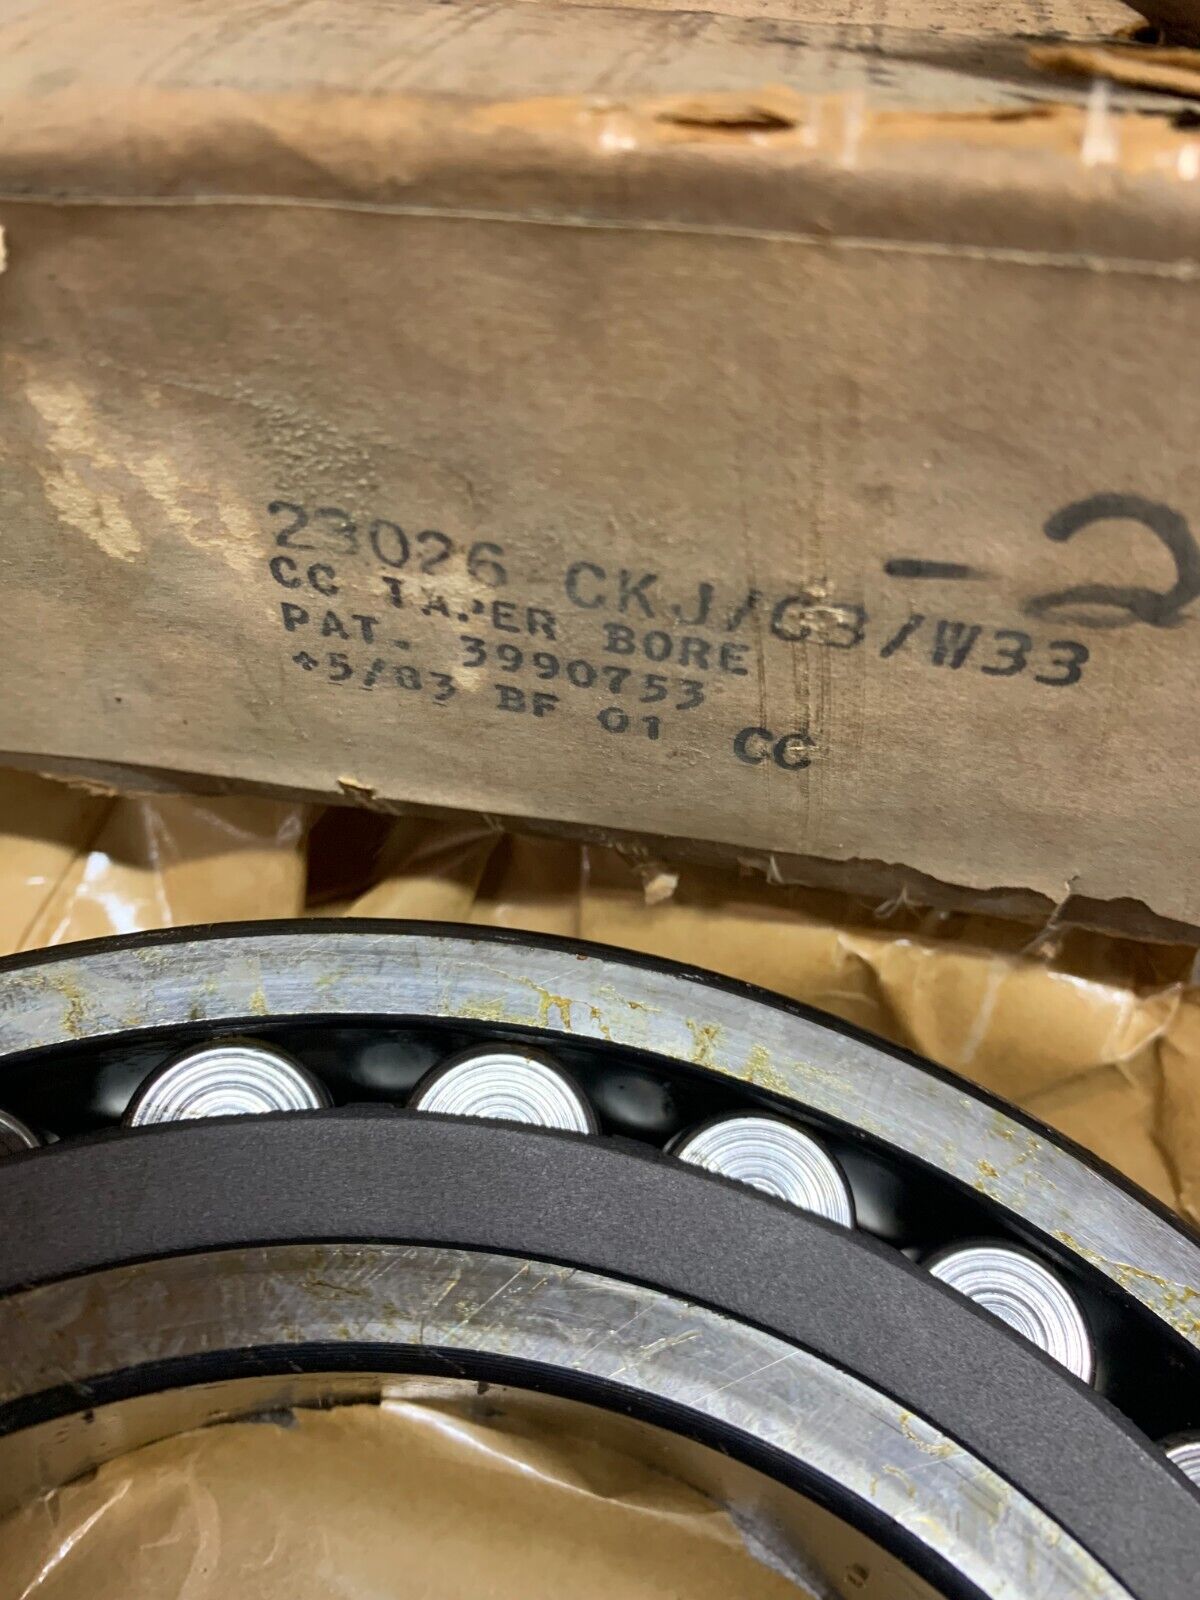 23026 CKJ/C3/W33
-2
CC TAPER BORE
PAT. 3990753
+5/83 BF 01 CC